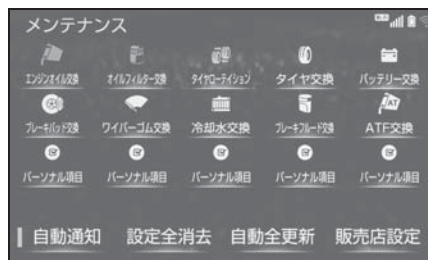 メンテナンス
エンジンオイル交換 オイルフィルター交換 タイヤローテイション タイヤ交換 バッテリー交換
ブレーキパッド交換 ワイパーゴム交換 冷却水交換 ブレーキフルード交換 ATF交換
パーソナル項目 パーソナル項目 パーソナル項目 パーソナル項目 パーソナル項目
自動通知 設定全消去 自動全更新 販売店設定